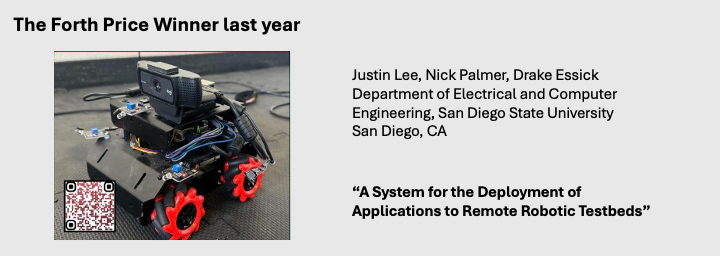 The Forth Price Winner last year
Justin Lee, Nick Palmer, Drake Essick
Department of Electrical and Computer
Engineering, San Diego State University
San Diego, CA
“A System for the Deployment of
Applications to Remote Robotic Testbeds”